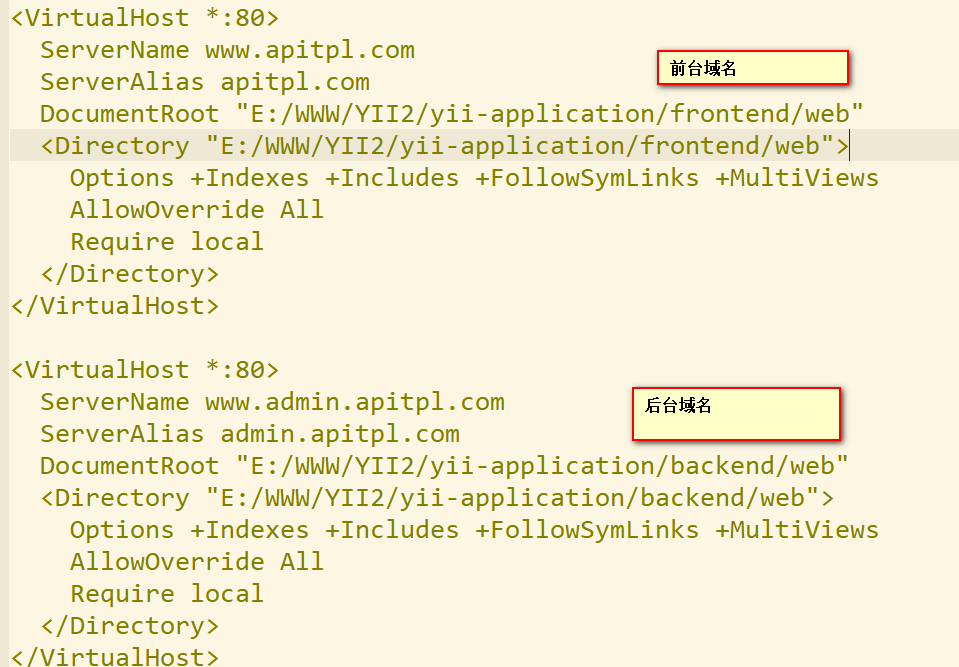 <VirtualHost *:80>
ServerName www.apitpl.com
前台域名
ServerAlias apitpl.com
DocumentRoot "E:/WWW/YII2/yii-application/frontend/web"
<Directory "E:/WWW/YII2/yii-application/frontend/web">
Options +Indexes +Includes +FollowSymLinks +MultiViews
AllowOverride All
Require local
</Directory>
</VirtualHost>
<VirtualHost *:80>
ServerName www.admin.apitpl.com
后台域名
ServerAlias admin.apitpl.com
DocumentRoot "E:/WWW/YII2/yii-application/backend/web"
<Directory "E:/WWW/YII2/yii-application/backend/web">
Options +Indexes +Includes +FollowSymLinks +MultiViews
AllowOverride All
Require local
</Directory>
</VirtualHost>